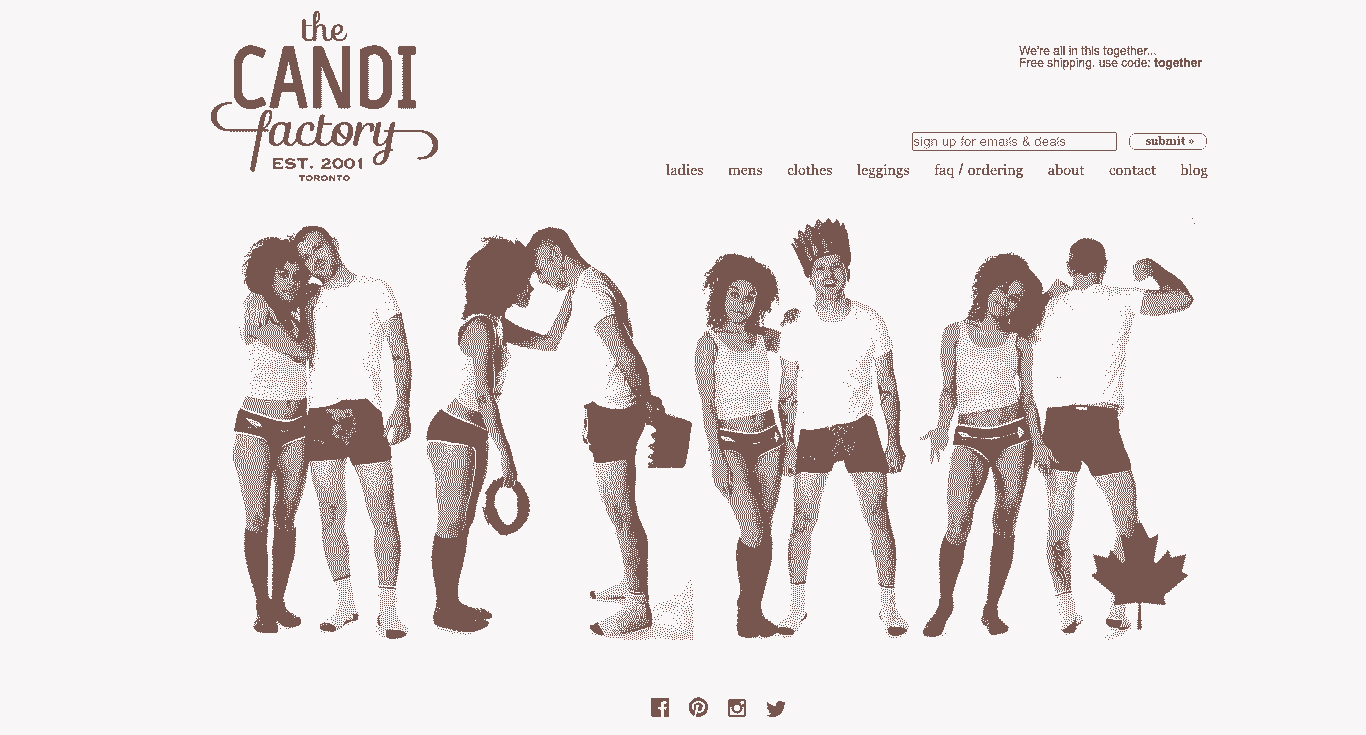 the
CANDI
factory
EST. 2001
TORONTO
We're all in this together...
Free shipping, use code: together
sign up for emails & deals
submit »
ladies mens clothes leggings faq / ordering about contact blog